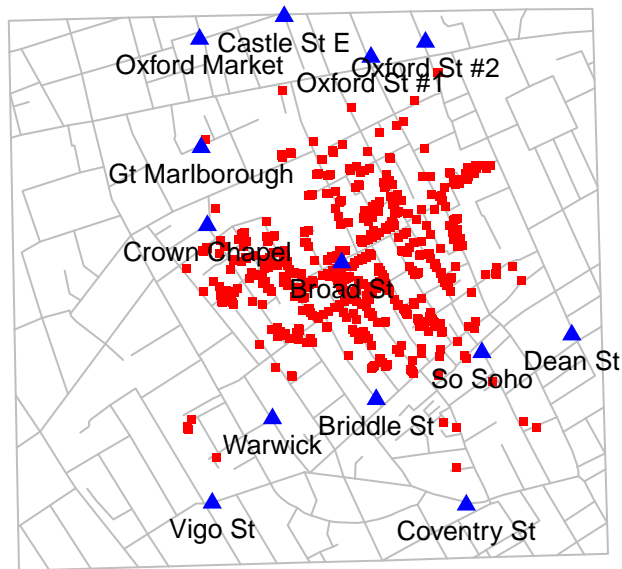 Castle St E
Oxford Market
Oxford St #2
Oxford St #1
Gt Marlborough
Crown Chapel
Broad St
Dean St
So Soho
Briddle St
Warwick
Vigo St
Coventry St